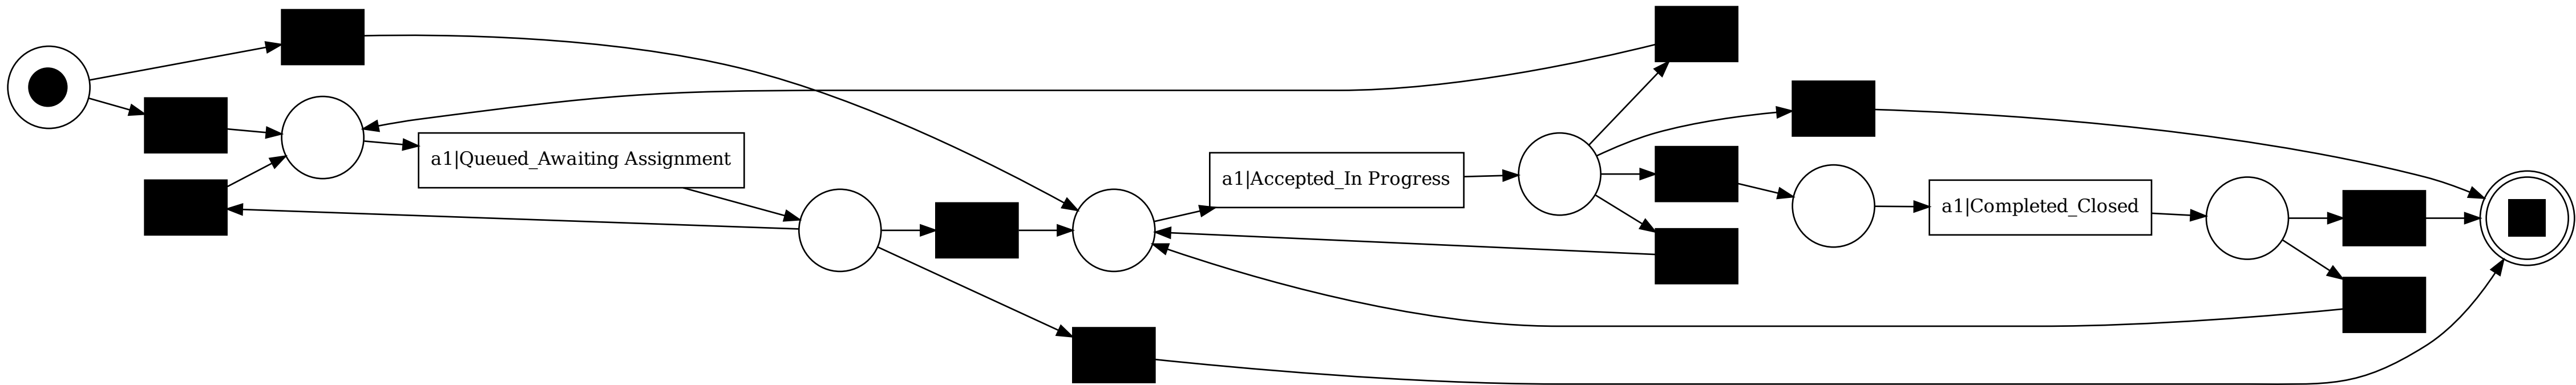 a1|Queued_Awaiting Assignment
a1|Accepted_In Progress
a1|Completed_Closed